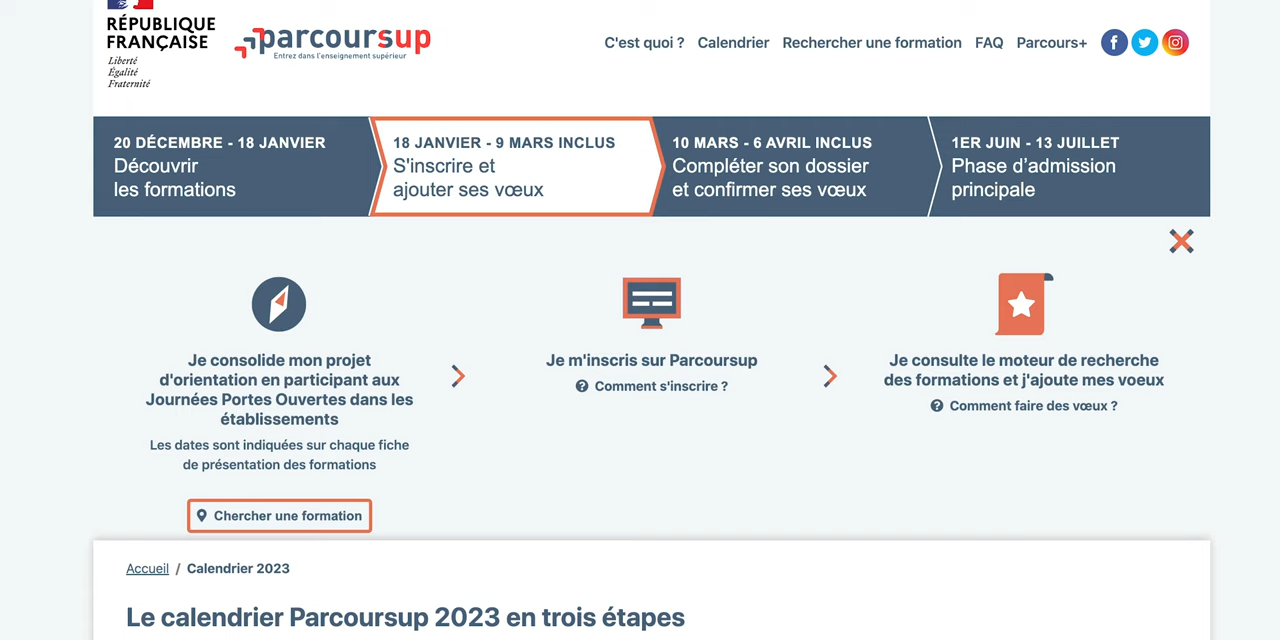 RÉPUBLIQUE
FRANÇAISE
Liberté
Égalité
Fraternité
parcoursup
Entrez dans l'enseignement supérieur
C'est quoi ? Calendrier Rechercher une formation FAQ Parcours+
20 DÉCEMBRE - 18 JANVIER
Découvrir
les formations
18 JANVIER - 9 MARS INCLUS
S'inscrire et
ajouter ses vœux
10 MARS - 6 AVRIL INCLUS
Compléter son dossier
et confirmer ses vœux
1ER JUIN - 13 JUILLET
Phase d’admission
principale
Je consolide mon projet
d'orientation en participant aux
Journées Portes Ouvertes dans les
établissements
Les dates sont indiquées sur chaque fiche
de présentation des formations
Chercher une formation
Je m'inscris sur Parcoursup
Comment s'inscrire ?
Je consulte le moteur de recherche
des formations et j'ajoute mes voeux
Comment faire des vœux ?
Accueil / Calendrier 2023
Le calendrier Parcoursup 2023 en trois étapes